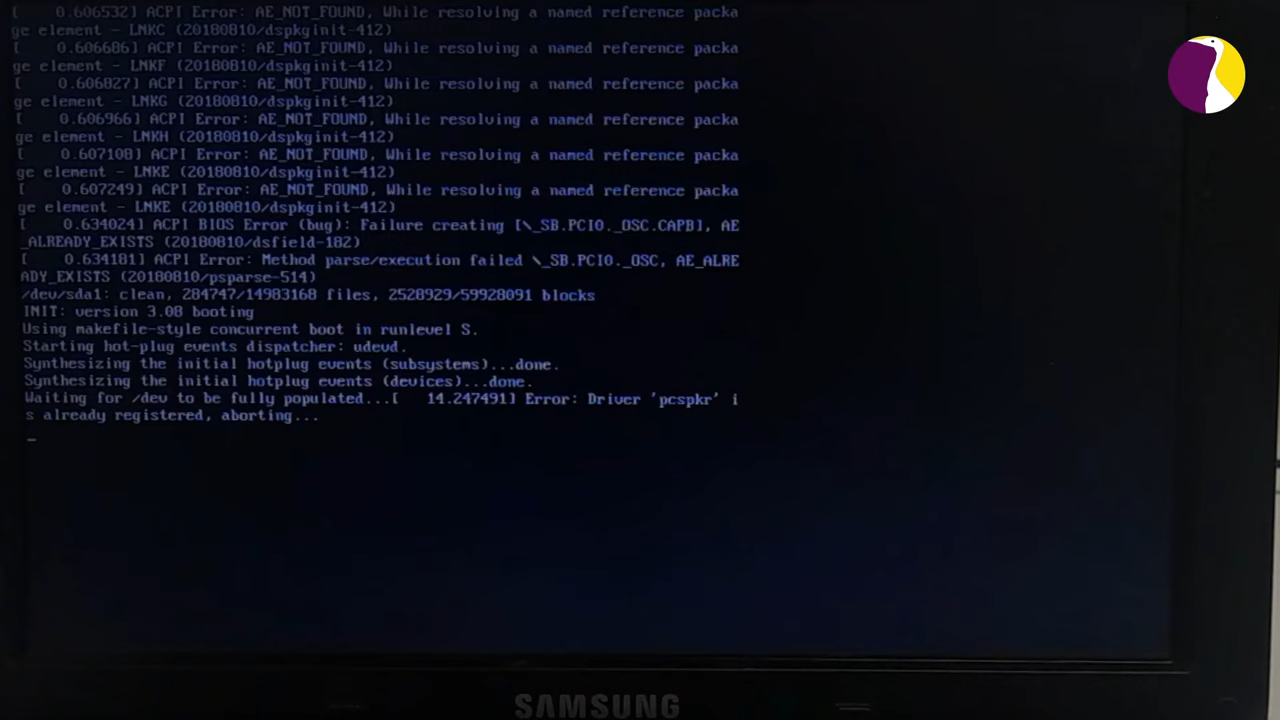 [    0.606532] ACPI Error: AE_NOT_FOUND, While resolving a named reference packa
ge element - LNKC (20180810/dspkginit-412)
[    0.606686] ACPI Error: AE_NOT_FOUND, While resolving a named reference packa
ge element - LNKF (20180810/dspkginit-412)
[    0.606827] ACPI Error: AE_NOT_FOUND, While resolving a named reference packa
ge element - LNKG (20180810/dspkginit-412)
[    0.606966] ACPI Error: AE_NOT_FOUND, While resolving a named reference packa
ge element - LNKH (20180810/dspkginit-412)
[    0.607108] ACPI Error: AE_NOT_FOUND, While resolving a named reference packa
ge element - LNKE (20180810/dspkginit-412)
[    0.607249] ACPI Error: AE_NOT_FOUND, While resolving a named reference packa
ge element - LNKE (20180810/dspkginit-412)
[    0.634024] ACPI BIOS Error (bug): Failure creating [\_SB.PCI0._OSC.CAPB], AE
_ALREADY_EXISTS (20180810/dsfield-182)
[    0.634181] ACPI Error: Method parse/execution failed \_SB.PCI0._OSC, AE_ALRE
ADY_EXISTS (20180810/psparse-514)
/dev/sda1: clean, 284747/14983168 files, 2528929/59928091 blocks
INIT: version 3.08 booting
Using makefile-style concurrent boot in runlevel S.
Starting hot-plug events dispatcher: udevd.
Synthesizing the initial hotplug events (subsystems)...done.
Synthesizing the initial hotplug events (devices)...done.
Waiting for /dev to be fully populated...[   14.247491] Error: Driver 'pcspkr' i
s already registered, aborting...
_
SAMSUNG